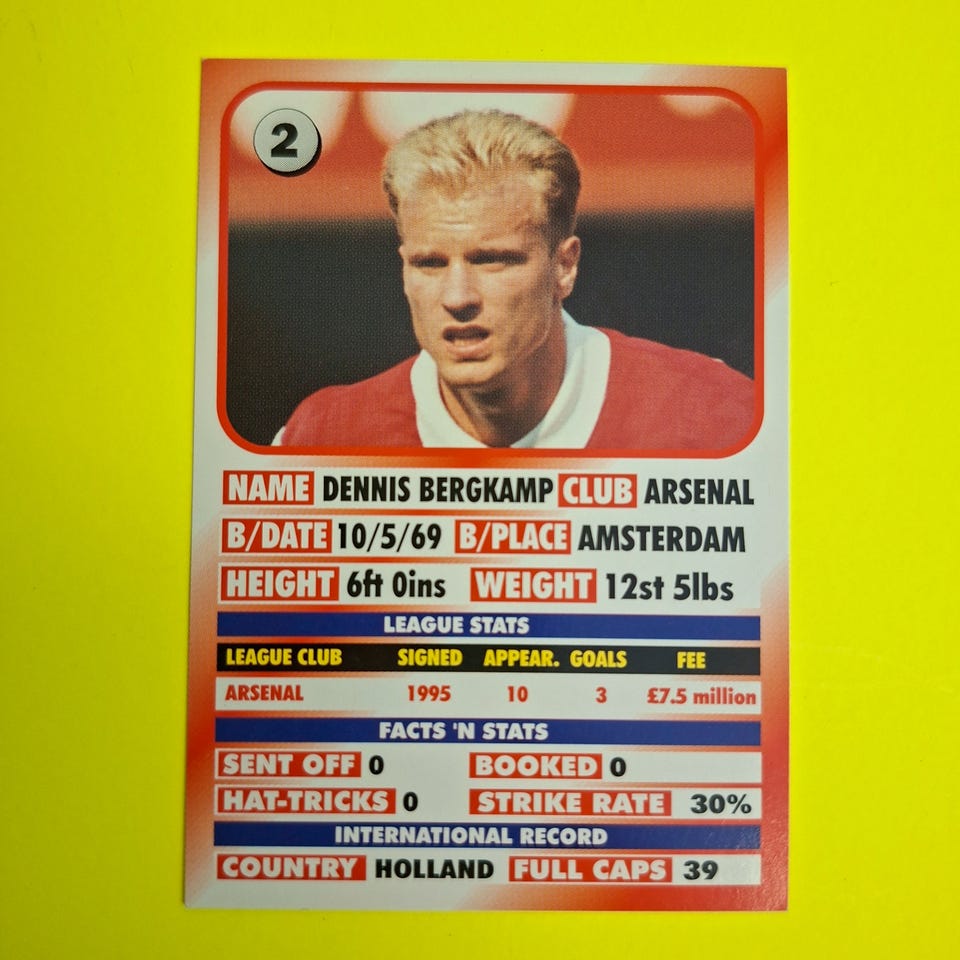 2
NAME DENNIS BERGKAMP CLUB ARSENAL
B/DATE 10/5/69 B/PLACE AMSTERDAM
HEIGHT 6ft 0ins WEIGHT 12st 5lbs
LEAGUE STATS
LEAGUE CLUB SIGNED APPEAR. GOALS FEE
ARSENAL 1995 10 3 £7.5 million
FACTS 'N STATS
SENT OFF 0 BOOKED 0
HAT-TRICKS 0 STRIKE RATE 30%
INTERNATIONAL RECORD
COUNTRY HOLLAND FULL CAPS 39